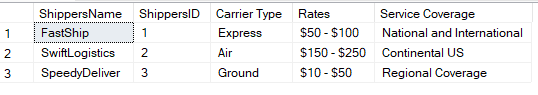 ShippersName ShippersID Carrier Type Rates Service Coverage
1 FastShip 1 Express $50 - $100 National and International
2 SwiftLogistics 2 Air $150 - $250 Continental US
3 SpeedyDeliver 3 Ground $10 - $50 Regional Coverage